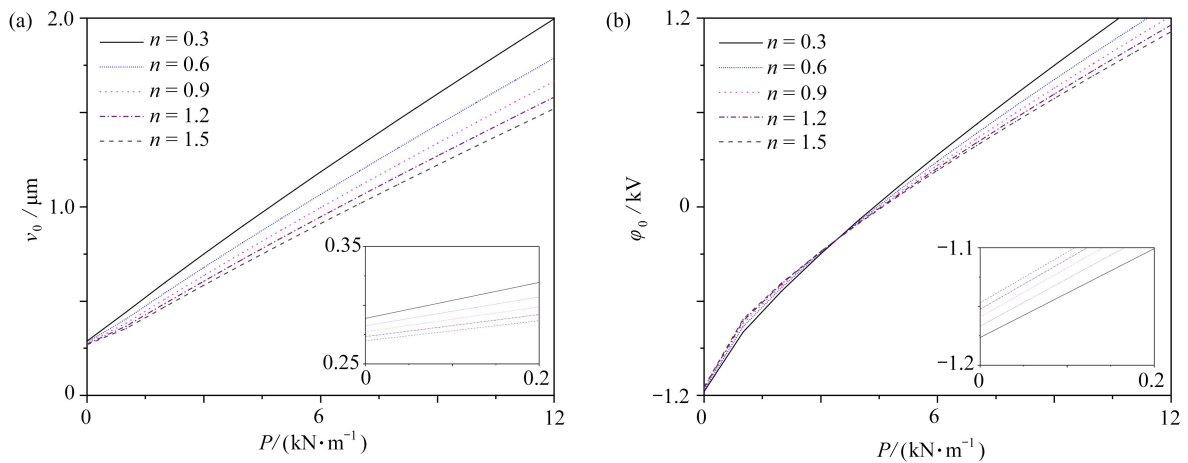 (a)
2.0
1.0
0
v₀ / μm
n = 0.3
n = 0.6
n = 0.9
n = 1.2
n = 1.5
0.35
0.25
0
0.2
0
6
12
P/(kN·m⁻¹)
(b)
1.2
0
−1.2
φ₀ / kV
n = 0.3
n = 0.6
n = 0.9
n = 1.2
n = 1.5
−1.1
−1.2
0
0.2
0
6
12
P/(kN·m⁻¹)